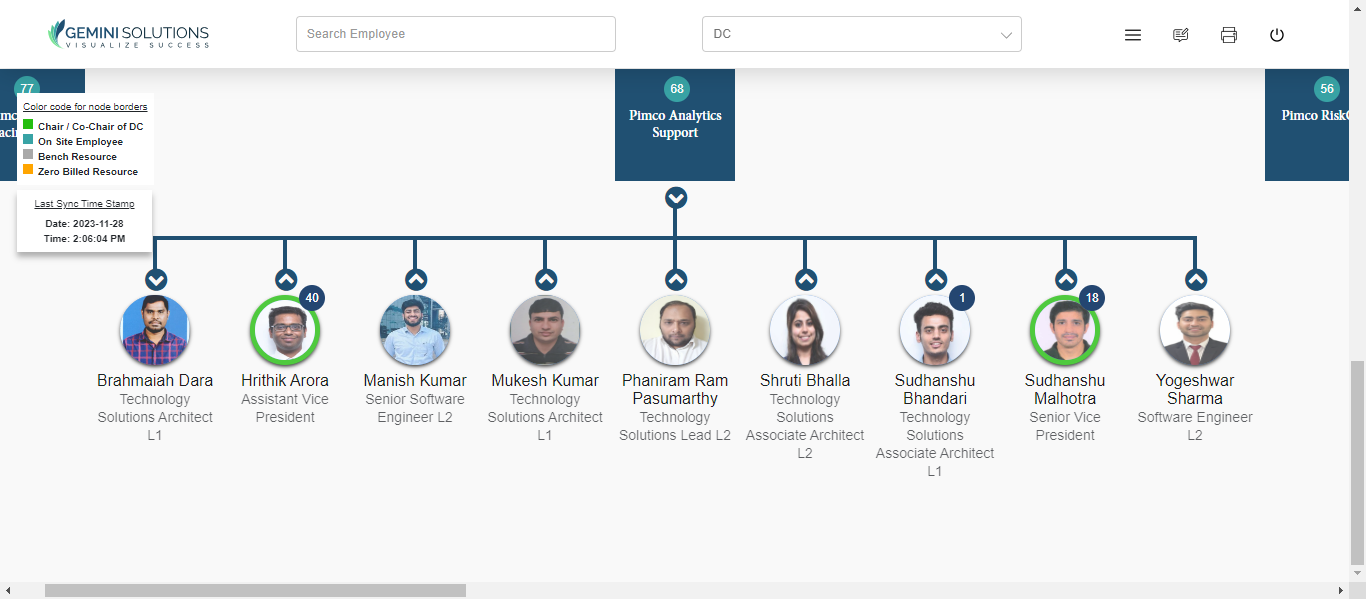 GEMINI SOLUTIONS
VISUALIZE SUCCESS
Search Employee
DC
77
68
Pimco Analytics
Support
56
Pimco Risk
Color code for node borders
Chair / Co-Chair of DC
On Site Employee
Bench Resource
Zero Billed Resource
Last Sync Time Stamp
Date: 2023-11-28
Time: 2:06:04 PM
Brahmaiah Dara
Technology
Solutions Architect
L1
40
Hrithik Arora
Assistant Vice
President
Manish Kumar
Senior Software
Engineer L2
Mukesh Kumar
Technology
Solutions Architect
L1
Phaniram Ram
Pasumarthy
Technology
Solutions Lead L2
Shruti Bhalla
Technology
Solutions
Associate Architect
L2
1
Sudhanshu
Bhandari
Technology
Solutions
Associate Architect
L1
18
Sudhanshu
Malhotra
Senior Vice
President
Yogeshwar
Sharma
Software Engineer
L2